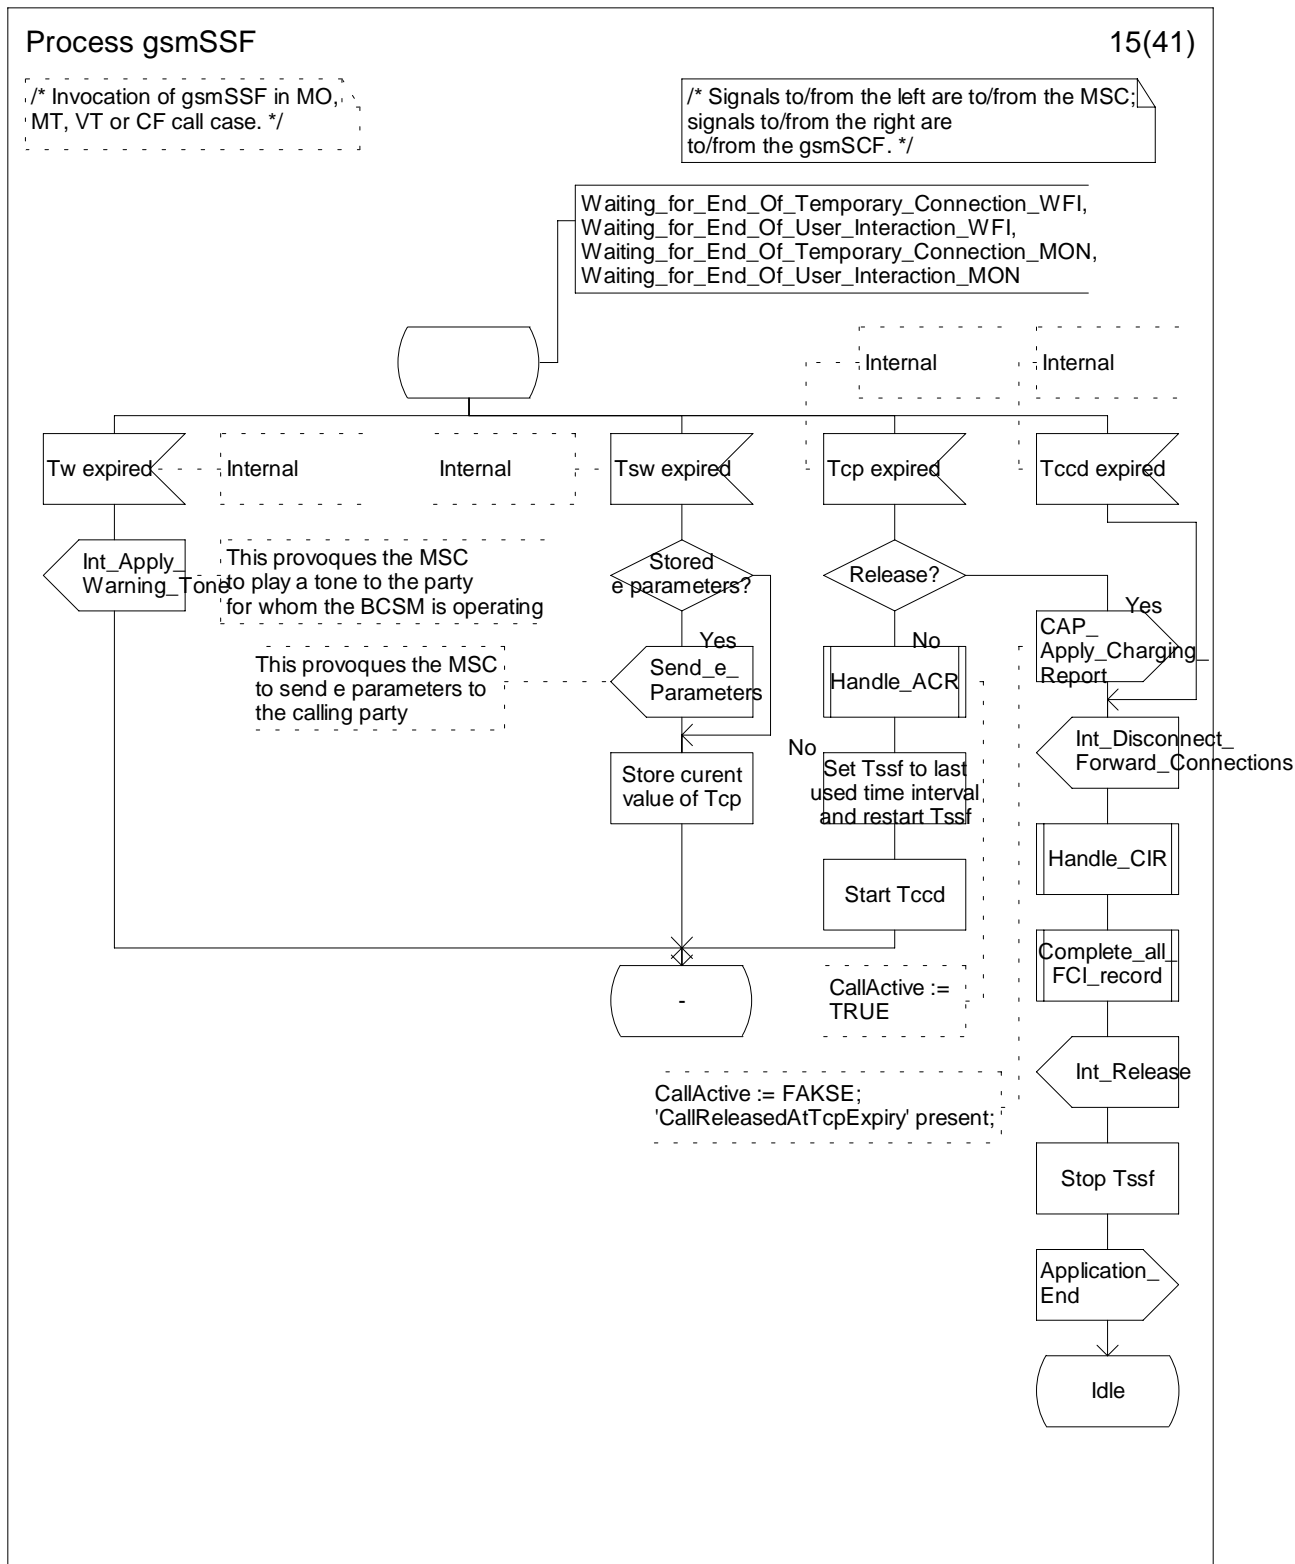 Process gsmSSF
15(41)
/* Invocation of gsmSSF in MO,
MT, VT or CF call case. */
/* Signals to/from the left are to/from the MSC;
signals to/from the right are
to/from the gsmSCF. */
Waiting_for_End_Of_Temporary_Connection_WFI,
Waiting_for_End_Of_User_Interaction_WFI,
Waiting_for_End_Of_Temporary_Connection_MON,
Waiting_for_End_Of_User_Interaction_MON
Internal
Internal
Tw expired
Internal
Internal
Tsw expired
Tcp expired
Tccd expired
Int_Apply_
Warning_Tone
This provoques the MSC
to play a tone to the party
for whom the BCSM is operating
Stored
e parameters?
Release?
Yes
CAP_
Apply_Charging_
Report
No
Yes
This provoques the MSC
to send e parameters to
the calling party
Send_e_
Parameters
Handle_ACR
No
Int_Disconnect_
Forward_Connections
Store curent
value of Tcp
Set Tssf to last
used time interval
and restart Tssf
Handle_CIR
Start Tccd
Complete_all_
FCI_record
-
CallActive :=
TRUE
Int_Release
CallActive := FAKSE;
'CallReleasedAtTcpExpiry' present;
Stop Tssf
Application_
End
Idle